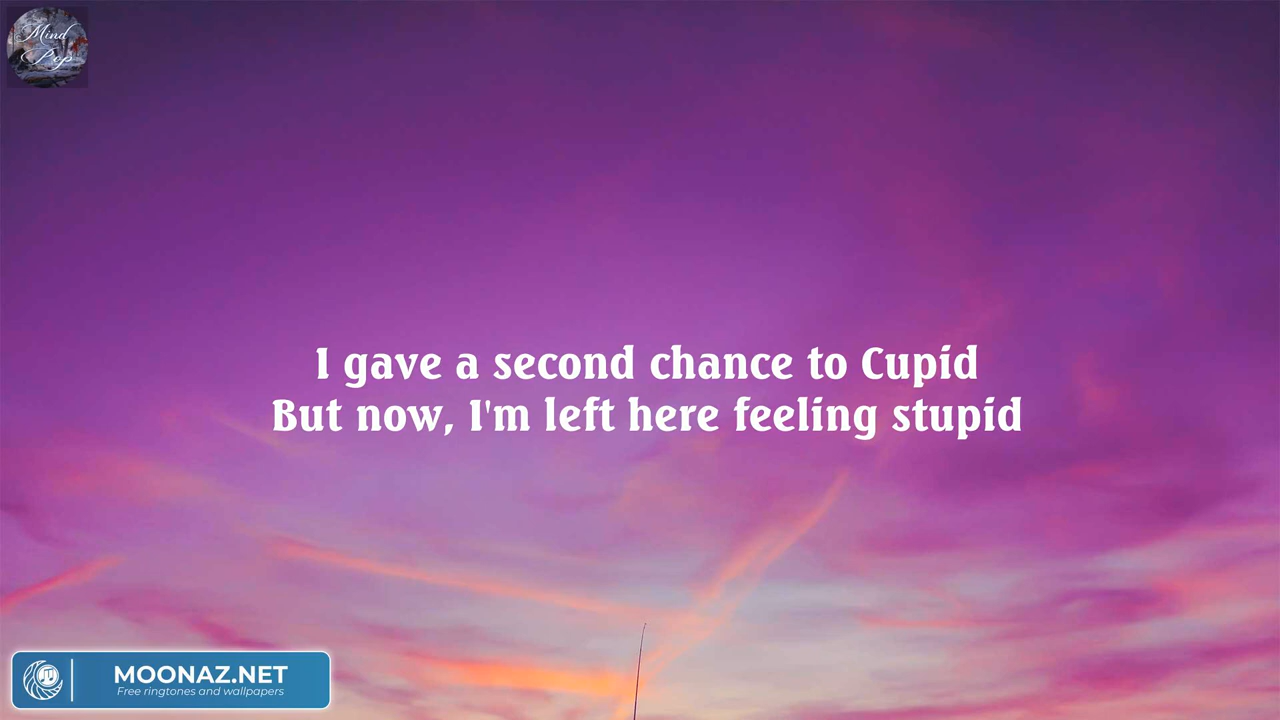 Mind
Pop
I gave a second chance to Cupid
But now, I'm left here feeling stupid
MOONAZ.NET
Free ringtones and wallpapers